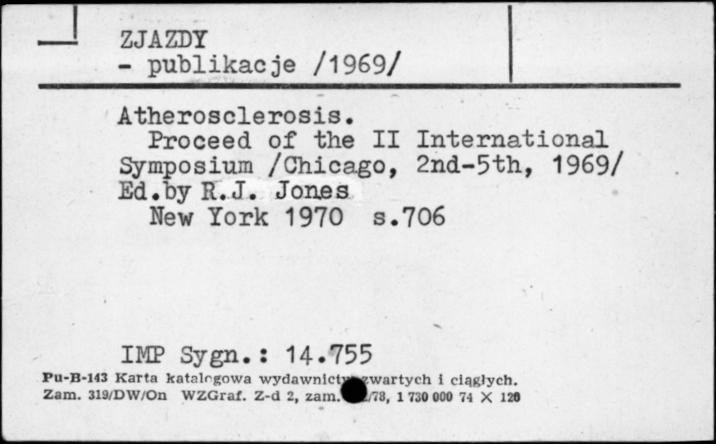 ZJAZDY
- publikacje /1969/
Atherosclerosis.
Proceed of the II International
Symposium /Chicago, 2nd-5th, 1969/
Ed.by R.J. Jones
New York 1970 s.706
IMP Sygn.: 14.755
Pu-B-143 Karta katalogowa wydawnictw zwartych i ciągłych.
Zam. 319/DW/On WZGraf. Z-d 2, zam. /78, 1 730 000 74 X 120